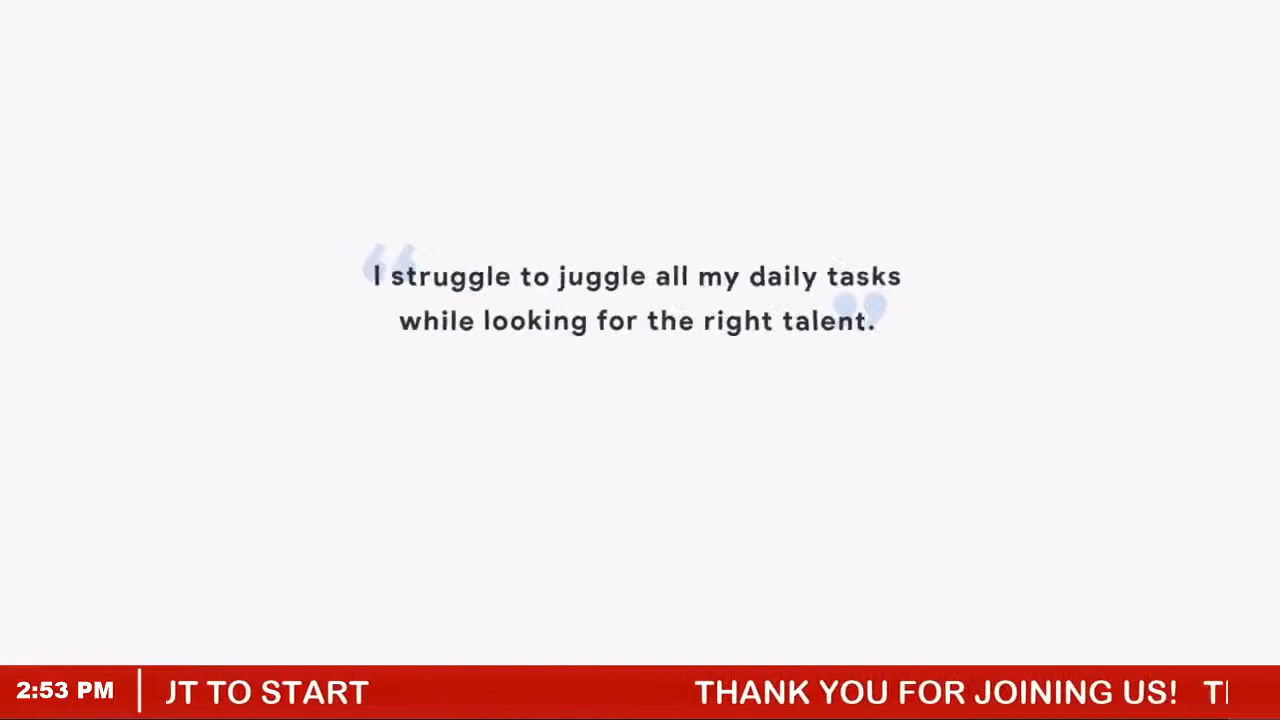 I struggle to juggle all my daily tasks
while looking for the right talent.
2:53 PM
TO START
THANK YOU FOR JOINING US!